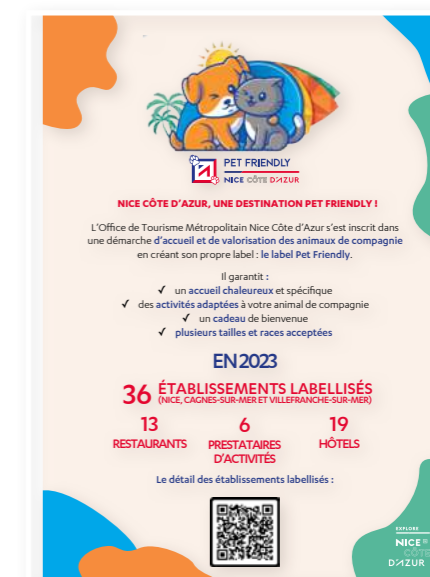 PET FRIENDLY
NICE CÔTE D'AZUR
NICE CÔTE D'AZUR, UNE DESTINATION PET FRIENDLY !
L'Office de Tourisme Métropolitain Nice Côte d'Azur s'est inscrit dans
une démarche d'accueil et de valorisation des animaux de compagnie
en créant son propre label : le label Pet Friendly.
Il garantit :
✓ un accueil chaleureux et spécifique
✓ des activités adaptées à votre animal de compagnie
✓ un cadeau de bienvenue
✓ plusieurs tailles et races acceptées
EN 2023
36 ÉTABLISSEMENTS LABELLISÉS
(NICE, CAGNES-SUR-MER ET VILLEFRANCHE-SUR-MER)
13 6 19
RESTAURANTS PRESTATAIRES HÔTELS
D'ACTIVITÉS
Le détail des établissements labellisés :
EXPLORE
NICE
CÔTE
D'AZUR